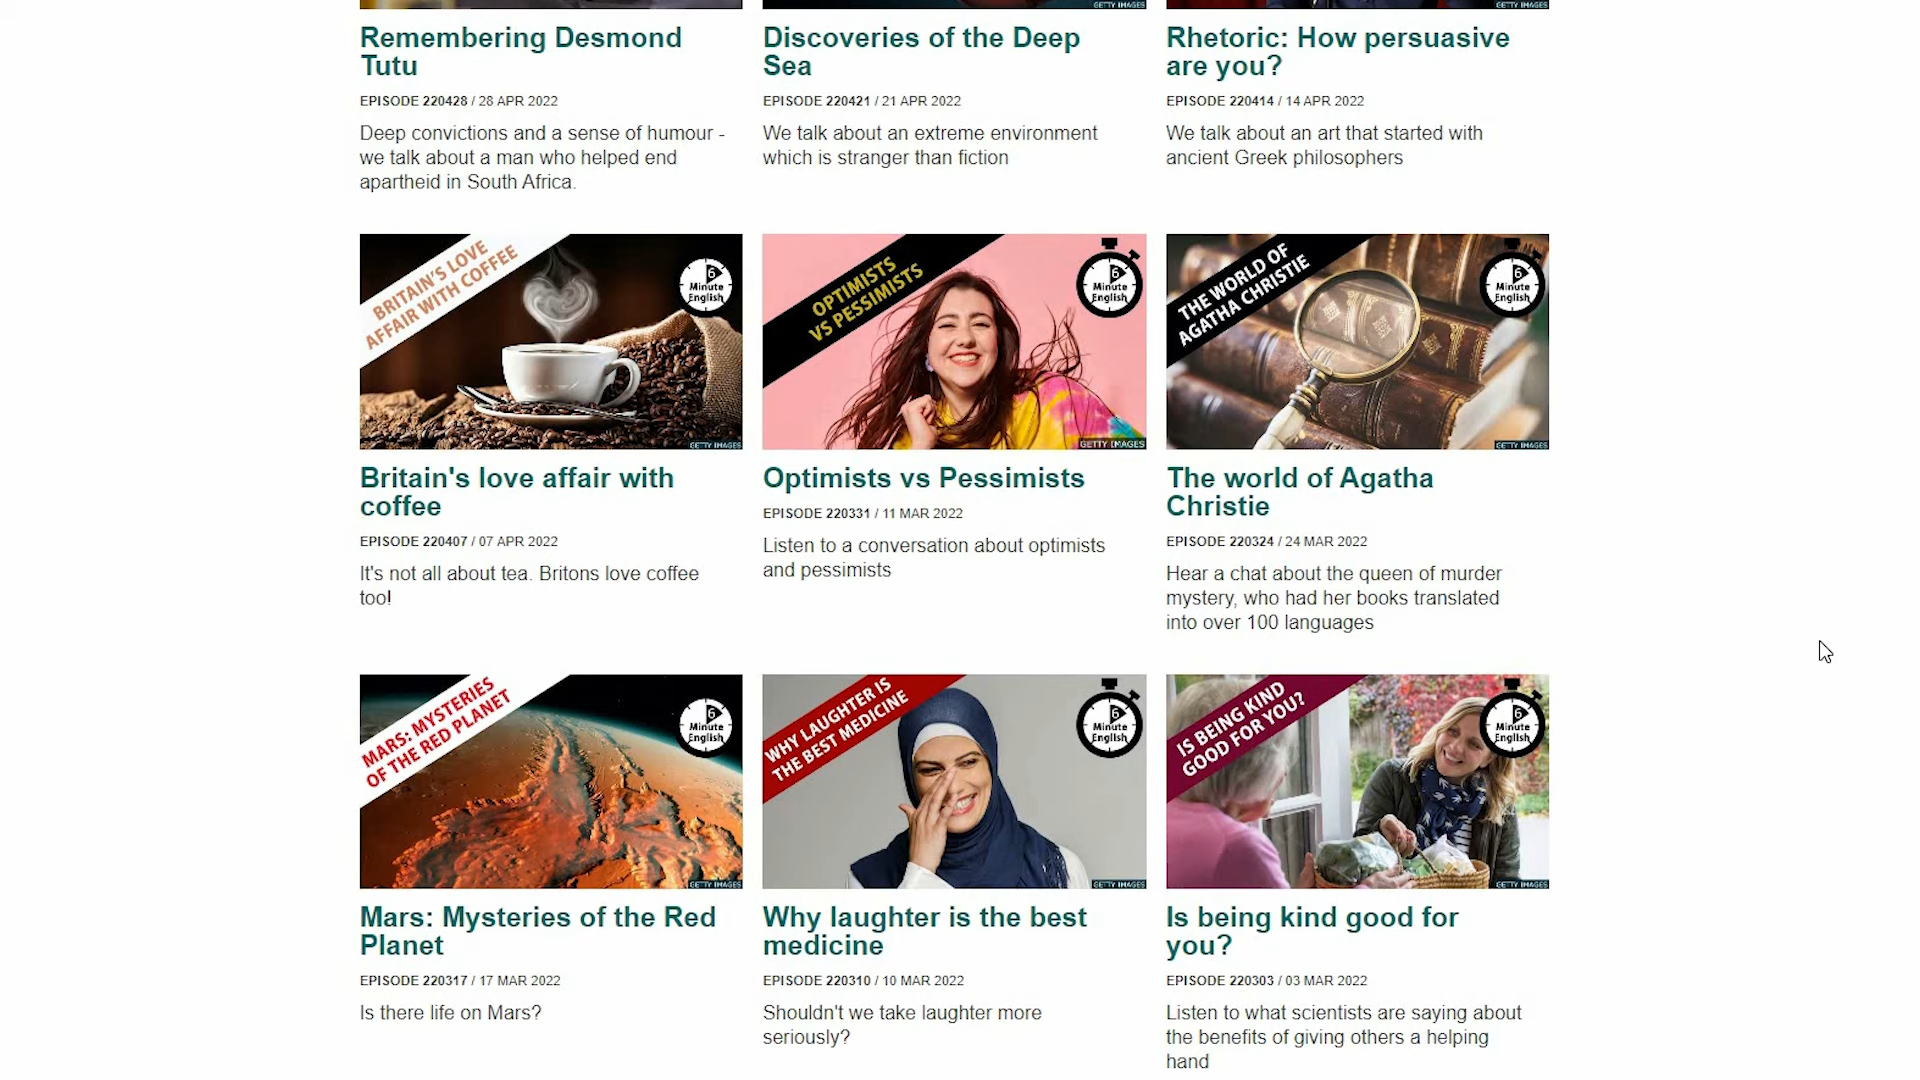 GETTY IMAGES
GETTY IMAGES
Remembering Desmond
Tutu
EPISODE 220428 / 28 APR 2022
Deep convictions and a sense of humour -
we talk about a man who helped end
apartheid in South Africa.
Discoveries of the Deep
Sea
EPISODE 220421 / 21 APR 2022
We talk about an extreme environment
which is stranger than fiction
Rhetoric: How persuasive
are you?
EPISODE 220414 / 14 APR 2022
We talk about an art that started with
ancient Greek philosophers
BRITAIN'S LOVE
AFFAIR WITH COFFEE
6
Minute
English
GETTY IMAGES
Britain's love affair with
coffee
EPISODE 220407 / 07 APR 2022
It's not all about tea. Britons love coffee
too!
OPTIMISTS
VS PESSIMISTS
6
Minute
English
GETTY IMAGES
Optimists vs Pessimists
EPISODE 220331 / 11 MAR 2022
Listen to a conversation about optimists
and pessimists
THE WORLD OF
AGATHA CHRISTIE
6
Minute
English
GETTY IMAGES
The world of Agatha
Christie
EPISODE 220324 / 24 MAR 2022
Hear a chat about the queen of murder
mystery, who had her books translated
into over 100 languages
MARS: MYSTERIES
OF THE RED PLANET
6
Minute
English
GETTY IMAGES
Mars: Mysteries of the Red
Planet
EPISODE 220317 / 17 MAR 2022
Is there life on Mars?
WHY LAUGHTER IS
THE BEST MEDICINE
6
Minute
English
GETTY IMAGES
Why laughter is the best
medicine
EPISODE 220310 / 10 MAR 2022
Shouldn't we take laughter more
seriously?
IS BEING KIND
GOOD FOR YOU?
6
Minute
English
GETTY IMAGES
Is being kind good for
you?
EPISODE 220303 / 03 MAR 2022
Listen to what scientists are saying about
the benefits of giving others a helping
hand